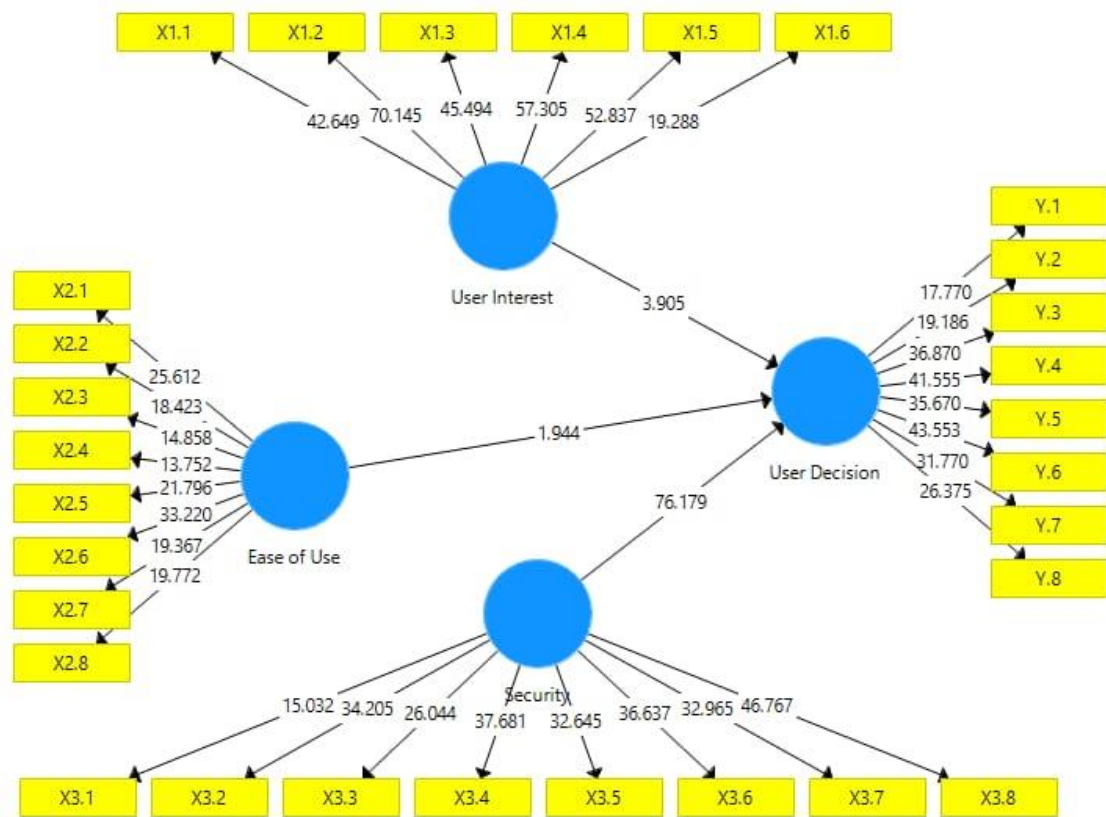 X1.1
X1.2
X1.3
X1.4
X1.5
X1.6
42.649
70.145
45.494
57.305
52.837
19.288
User Interest
3.905
X2.1
X2.2
X2.3
X2.4
X2.5
X2.6
X2.7
X2.8
25.612
18.423
14.858
13.752
21.796
33.220
19.367
19.772
Ease of Use
1.944
Y.1
Y.2
Y.3
Y.4
Y.5
Y.6
Y.7
Y.8
17.770
19.186
36.870
41.555
35.670
43.553
31.770
26.375
User Decision
76.179
Security
15.032
34.205
26.044
37.681
32.645
36.637
32.965
46.767
X3.1
X3.2
X3.3
X3.4
X3.5
X3.6
X3.7
X3.8